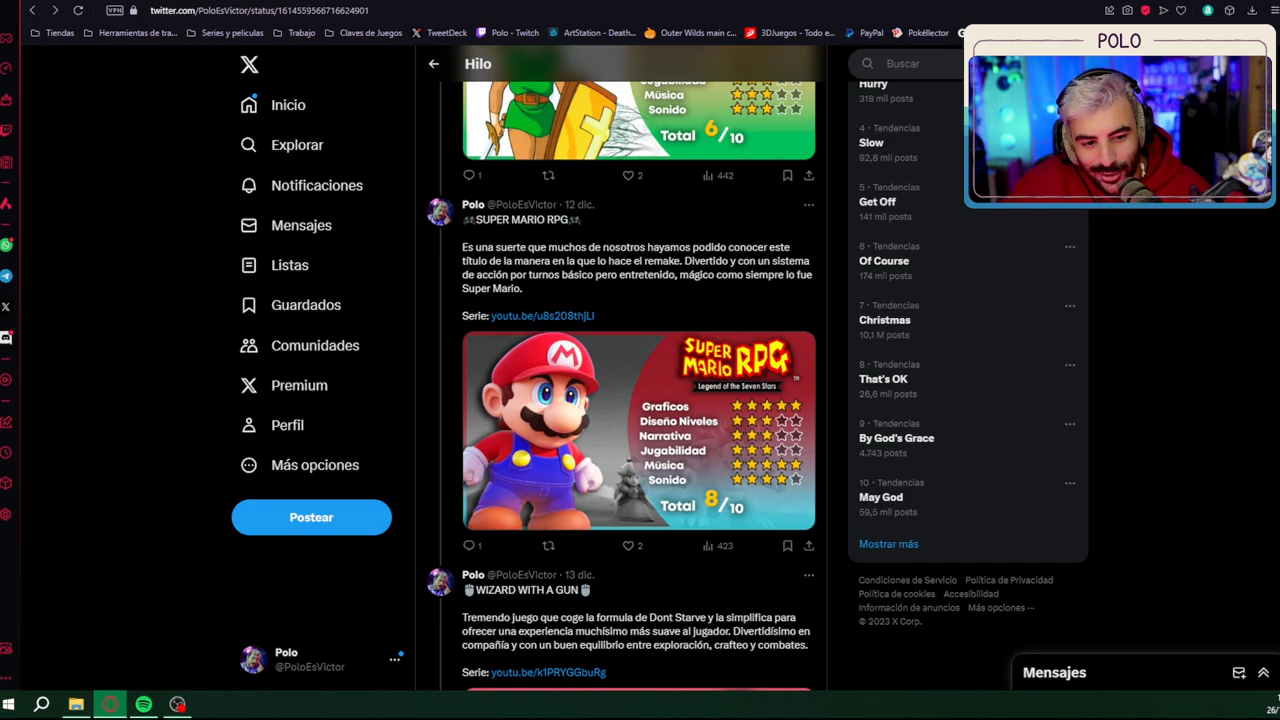 twitter.com/PoloEsVictor/status/1614559566716624901
VPN
Tiendas
Herramientas de tra...
Series y peliculas
Trabajo
Claves de Juegos
TweetDeck
Polo - Twitch
ArtStation - Death...
Outer Wilds main c...
3DJuegos - Todo e...
PayPal
Pokéllector
POLO
Hilo
Buscar
Inicio
Explorar
Notificaciones
Mensajes
Listas
Guardados
Comunidades
Premium
Perfil
Más opciones
Postear
Polo
@PoloEsVictor
Música
Sonido
Total 6/10
1
2
442
Polo @PoloEsVictor · 12 dic.
SUPER MARIO RPG
Es una suerte que muchos de nosotros hayamos podido conocer este
título de la manera en la que lo hace el remake. Divertido y con un sistema
de acción por turnos básico pero entretenido, mágico como siempre lo fue
Super Mario.
Serie: youtu.be/u8s208thjLI
SUPER MARIO RPG
Legend of the Seven Stars
TM
Graficos
Diseño Niveles
Narrativa
Jugabilidad
Música
Sonido
Total 8/10
1
2
423
Polo @PoloEsVictor · 13 dic.
WIZARD WITH A GUN
Tremendo juego que coge la formula de Dont Starve y la simplifica para
ofrecer una experiencia muchísimo más suave al jugador. Divertidísimo en
compañía y con un buen equilibrio entre exploración, crafteo y combates.
Serie: youtu.be/k1PRYGGbuRg
Hurry
318 mil posts
4 · Tendencias
Slow
92,8 mil posts
5 · Tendencias
Get Off
141 mil posts
6 · Tendencias
Of Course
174 mil posts
7 · Tendencias
Christmas
10,1 M posts
8 · Tendencias
That's OK
26,6 mil posts
9 · Tendencias
By God's Grace
4.743 posts
10 · Tendencias
May God
59,5 mil posts
Mostrar más
Condiciones de Servicio Política de Privacidad
Política de cookies Accesibilidad
Información de anuncios Más opciones ···
© 2023 X Corp.
Mensajes
26/